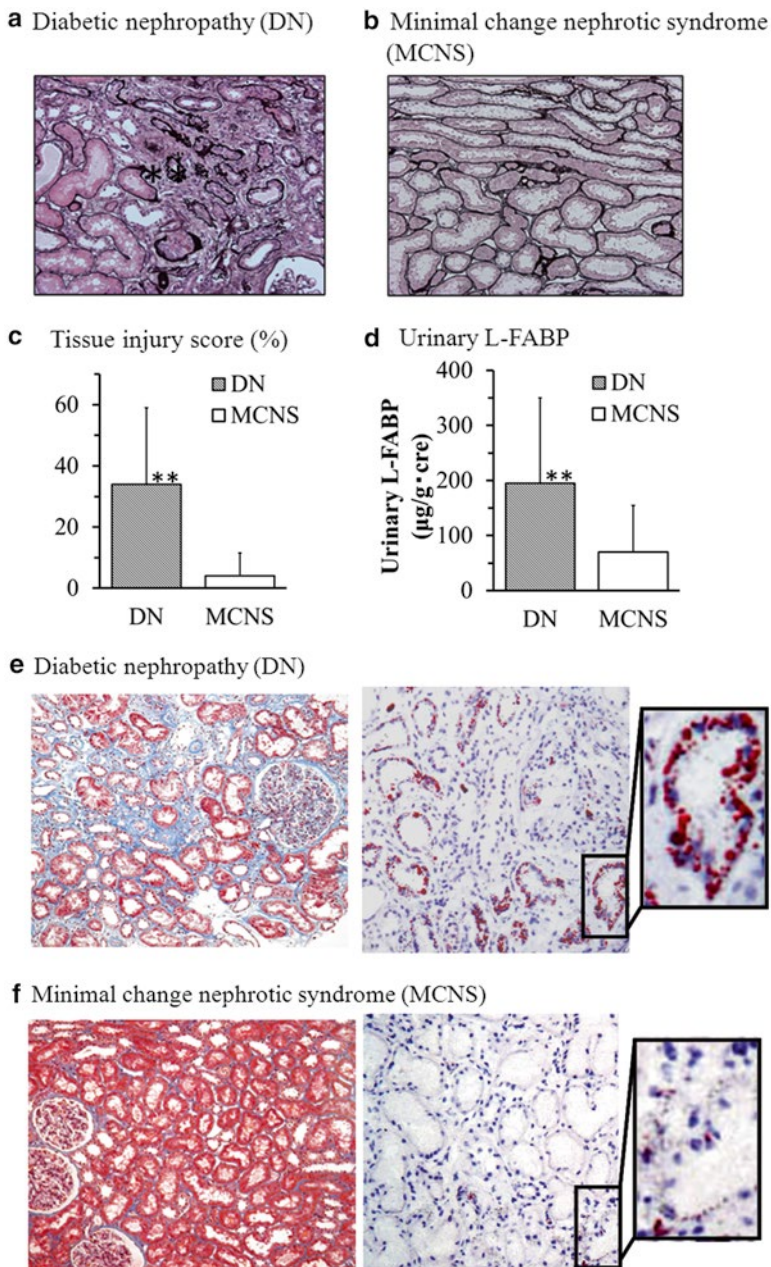 a Diabetic nephropathy (DN)
b Minimal change nephrotic syndrome
(MCNS)
**
c Tissue injury score (%)
60
40
20
0
**
DN
MCNS
DN MCNS
d Urinary L-FABP
Urinary L-FABP
(μg/g・cre)
400
300
200
100
0
**
DN
MCNS
DN MCNS
e Diabetic nephropathy (DN)
f Minimal change nephrotic syndrome (MCNS)